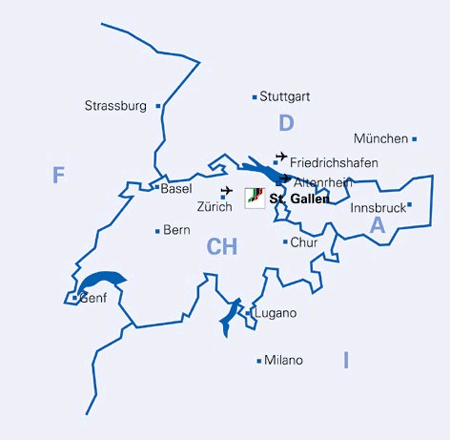 Stuttgart
Strassburg
D
München
Friedrichshafen
F
Altenrhein
Basel
St. Gallen
Zürich
Innsbruck
A
Bern
CH
Chur
Genf
Lugano
Milano
I